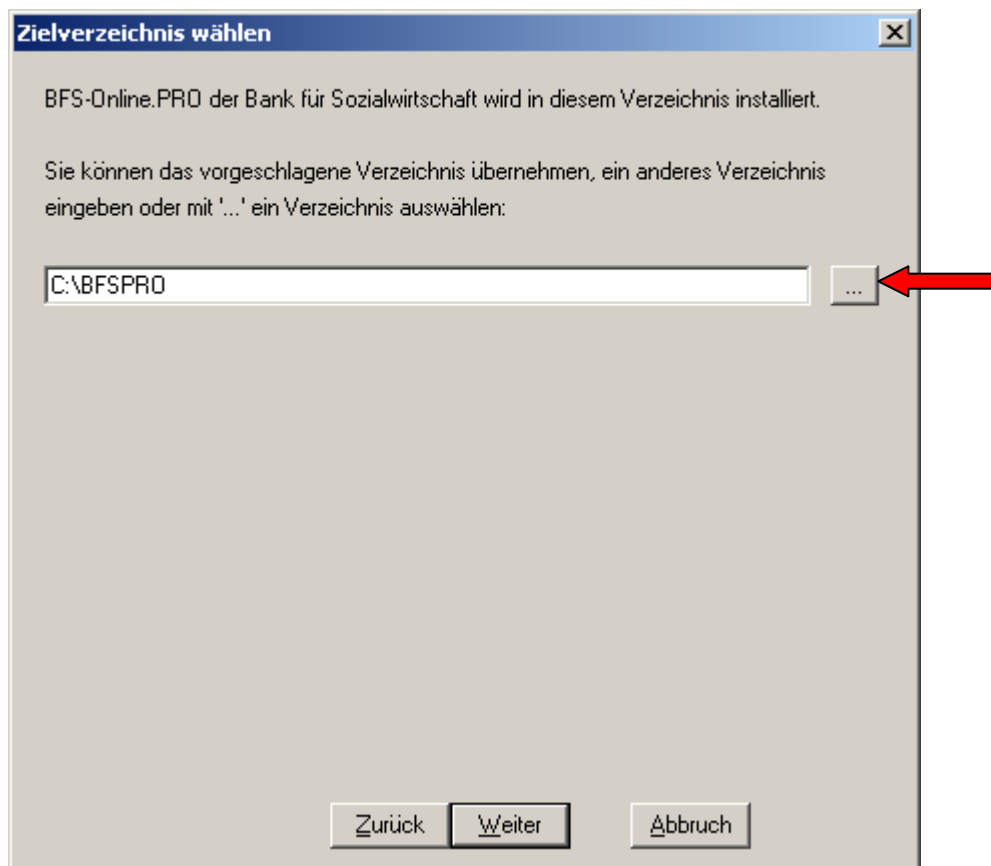 Zielverzeichnis wählen
BFS-Online.PRO der Bank für Sozialwirtschaft wird in diesem Verzeichnis installiert.
Sie können das vorgeschlagene Verzeichnis übernehmen, ein anderes Verzeichnis
eingeben oder mit '...' ein Verzeichnis auswählen:
C:\BFSPRO
...
Zurück Weiter Abbruch